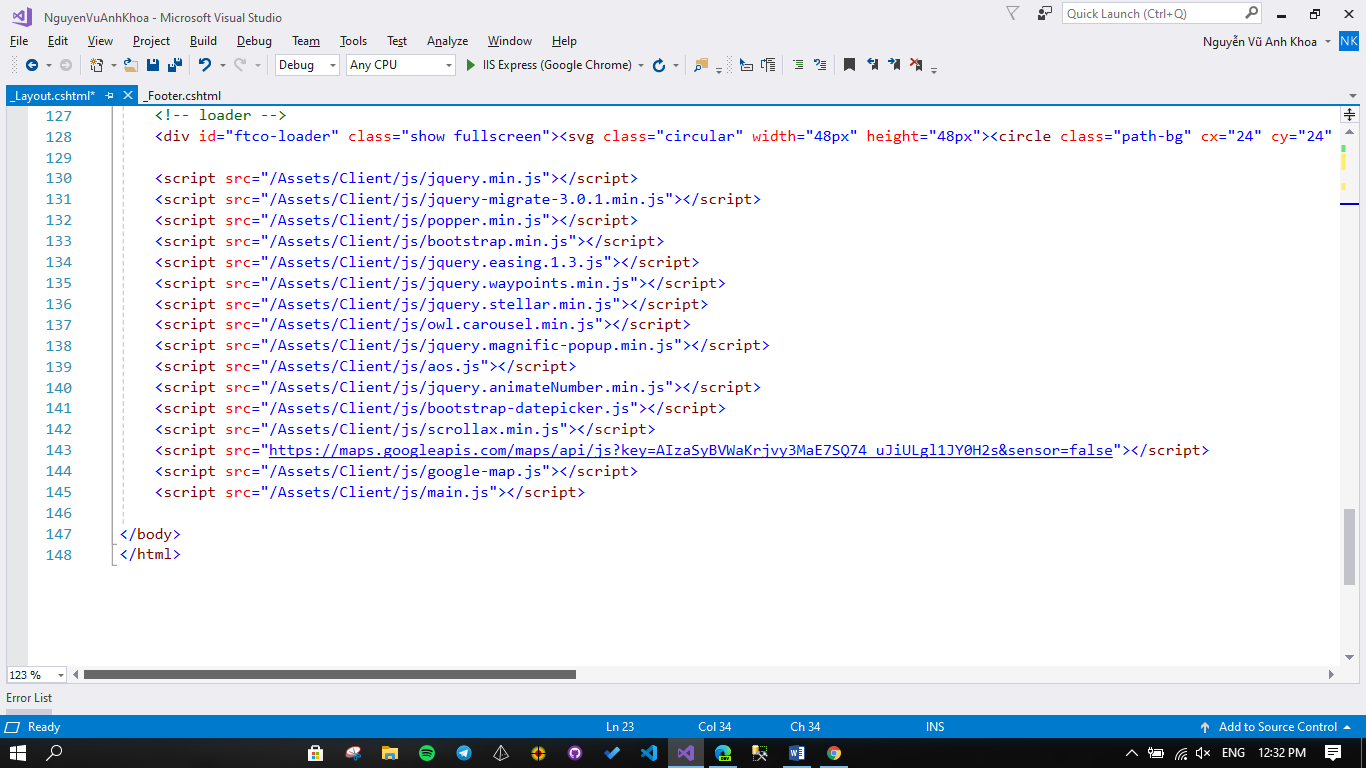 NguyenVuAnhKhoa - Microsoft Visual Studio
Quick Launch (Ctrl+Q)
File Edit View Project Build Debug Team Tools Test Analyze Window Help
Nguyễn Vũ Anh Khoa NK
Debug Any CPU IIS Express (Google Chrome)
_Layout.cshtml* _Footer.cshtml
127 <!-- loader -->
128 <div id="ftco-loader" class="show fullscreen"><svg class="circular" width="48px" height="48px"><circle class="path-bg" cx="24" cy="24"
129
130 <script src="/Assets/Client/js/jquery.min.js"></script>
131 <script src="/Assets/Client/js/jquery-migrate-3.0.1.min.js"></script>
132 <script src="/Assets/Client/js/popper.min.js"></script>
133 <script src="/Assets/Client/js/bootstrap.min.js"></script>
134 <script src="/Assets/Client/js/jquery.easing.1.3.js"></script>
135 <script src="/Assets/Client/js/jquery.waypoints.min.js"></script>
136 <script src="/Assets/Client/js/jquery.stellar.min.js"></script>
137 <script src="/Assets/Client/js/owl.carousel.min.js"></script>
138 <script src="/Assets/Client/js/jquery.magnific-popup.min.js"></script>
139 <script src="/Assets/Client/js/aos.js"></script>
140 <script src="/Assets/Client/js/jquery.animateNumber.min.js"></script>
141 <script src="/Assets/Client/js/bootstrap-datepicker.js"></script>
142 <script src="/Assets/Client/js/scrollax.min.js"></script>
143 <script src="https://maps.googleapis.com/maps/api/js?key=AIzaSyBVWaKrjvy3MaE7SQ74_uJiULgl1JY0H2s&sensor=false"></script>
144 <script src="/Assets/Client/js/google-map.js"></script>
145 <script src="/Assets/Client/js/main.js"></script>
146
147 </body>
148 </html>
123 %
Error List
Ready Ln 23 Col 34 Ch 34 INS Add to Source Control
ENG 12:32 PM